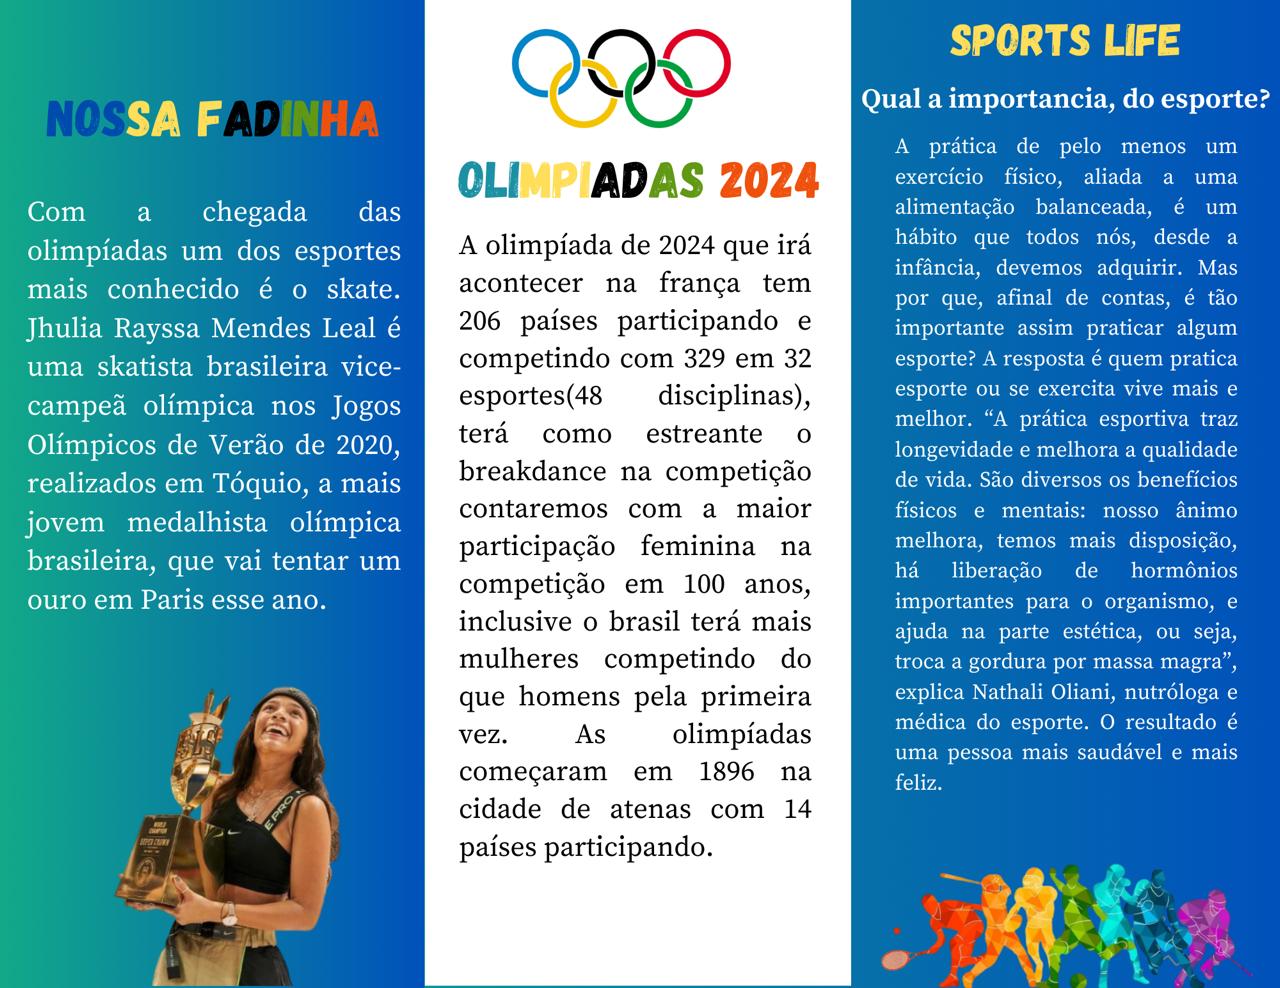 NOSSA FADINHA
Com a chegada das
olimpíadas um dos esportes
mais conhecido é o skate.
Jhulia Rayssa Mendes Leal é
uma skatista brasileira vice-
campeã olímpica nos Jogos
Olímpicos de Verão de 2020,
realizados em Tóquio, a mais
jovem medalhista olímpica
brasileira, que vai tentar um
ouro em Paris esse ano.
SLS
WORLD
CHAMPION
SUPER CROWN
E PRO
OLIMPIADAS 2024
A olimpíada de 2024 que irá
acontecer na frança tem
206 países participando e
competindo com 329 em 32
esportes(48 disciplinas),
terá como estreante o
breakdance na competição
contaremos com a maior
participação feminina na
competição em 100 anos,
inclusive o brasil terá mais
mulheres competindo do
que homens pela primeira
vez. As olimpíadas
começaram em 1896 na
cidade de atenas com 14
países participando.
SPORTS LIFE
Qual a importancia, do esporte?
A prática de pelo menos um
exercício físico, aliada a uma
alimentação balanceada, é um
hábito que todos nós, desde a
infância, devemos adquirir. Mas
por que, afinal de contas, é tão
importante assim praticar algum
esporte? A resposta é quem pratica
esporte ou se exercita vive mais e
melhor. “A prática esportiva traz
longevidade e melhora a qualidade
de vida. São diversos os benefícios
físicos e mentais: nosso ânimo
melhora, temos mais disposição,
há liberação de hormônios
importantes para o organismo, e
ajuda na parte estética, ou seja,
troca a gordura por massa magra”,
explica Nathali Oliani, nutróloga e
médica do esporte. O resultado é
uma pessoa mais saudável e mais
feliz.